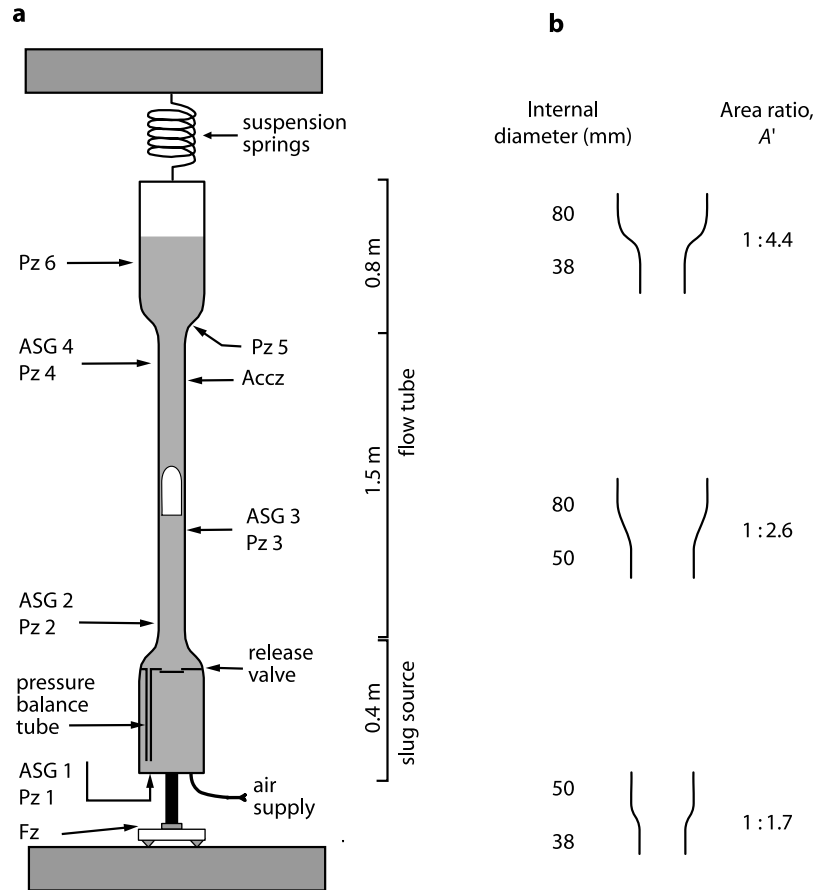 a
suspension
springs
Pz 6
ASG 4
Pz 4
Pz 5
Accz
ASG 3
Pz 3
ASG 2
Pz 2
release
valve
pressure
balance
tube
ASG 1
Pz 1
air
supply
Fz
0.8 m
1.5 m
0.4 m
flow tube
slug source
b
Internal
diameter (mm)
Area ratio,
A'
80
38
1 : 4.4
80
50
1 : 2.6
50
38
1 : 1.7